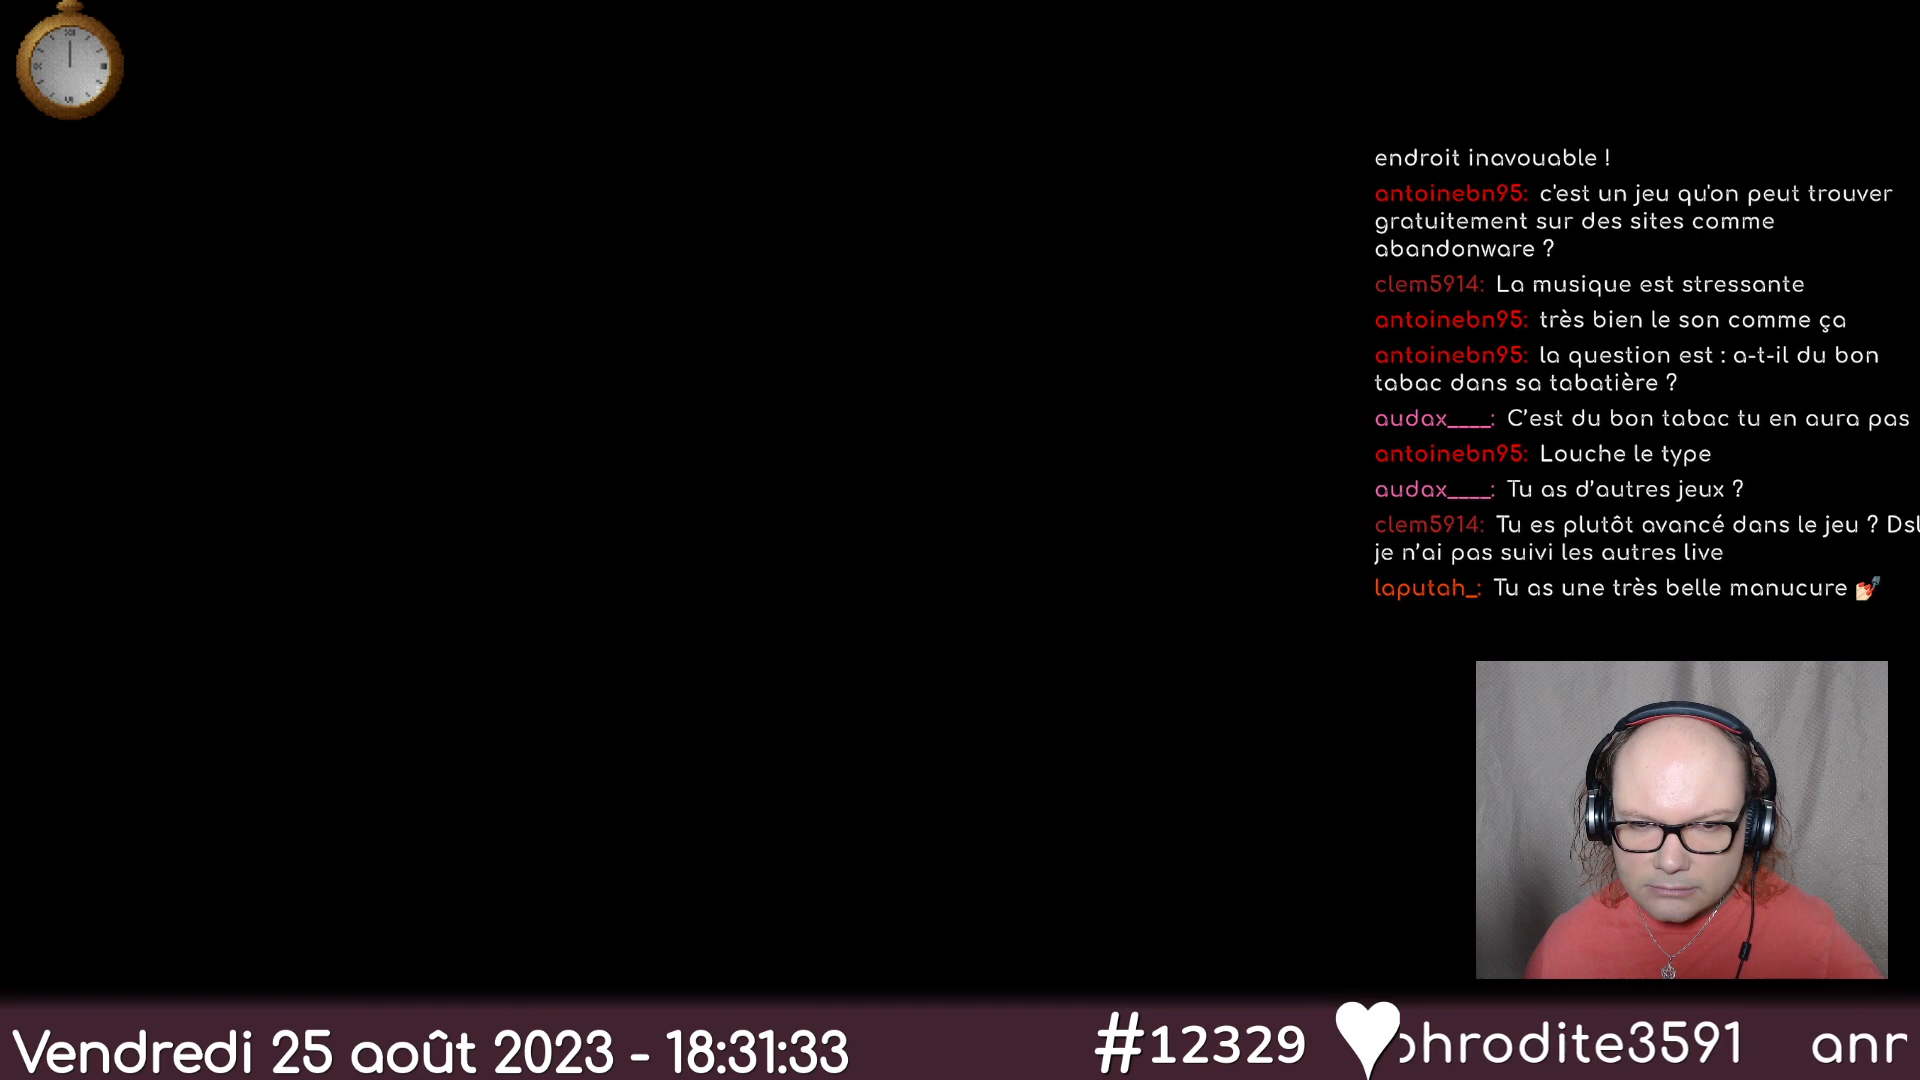 endroit inavouable !
antoinebn95: c'est un jeu qu'on peut trouver
gratuitement sur des sites comme
abandonware ?
clem5914: La musique est stressante
antoinebn95: très bien le son comme ça
antoinebn95: la question est : a-t-il du bon
tabac dans sa tabatière ?
audax____: C'est du bon tabac tu en aura pas
antoinebn95: Louche le type
audax____: Tu as d'autres jeux ?
clem5914: Tu es plutôt avancé dans le jeu ? Dsl
je n'ai pas suivi les autres live
laputah_: Tu as une très belle manucure 💅
Vendredi 25 août 2023 - 18:31:33
#12329
phrodite3591 anr